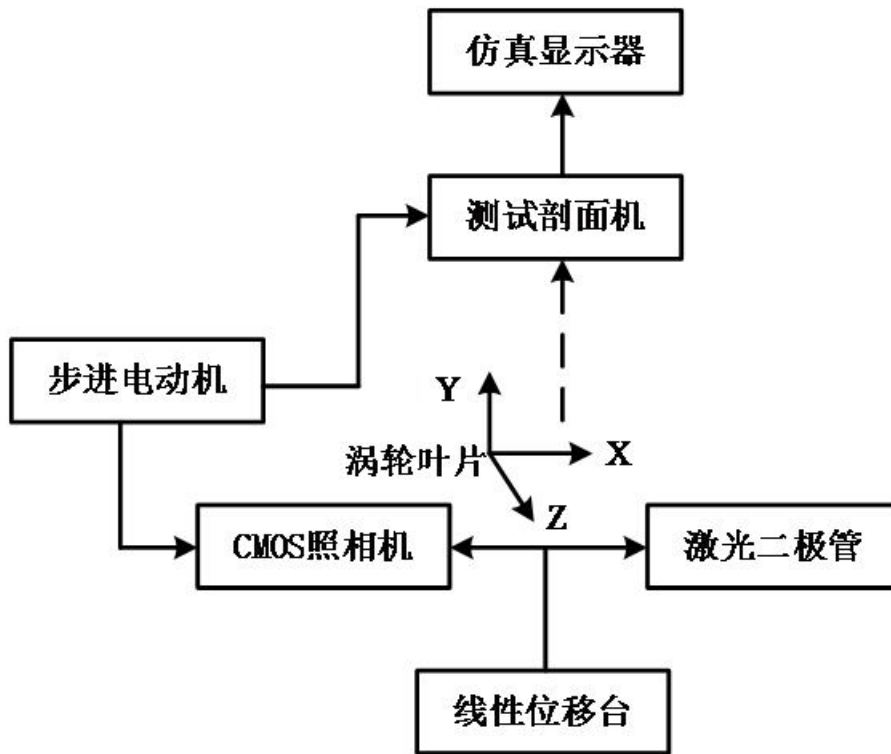 仿真显示器
测试剖面机
步进电动机
Y
涡轮叶片
X
Z
CMOS照相机
激光二极管
线性位移台